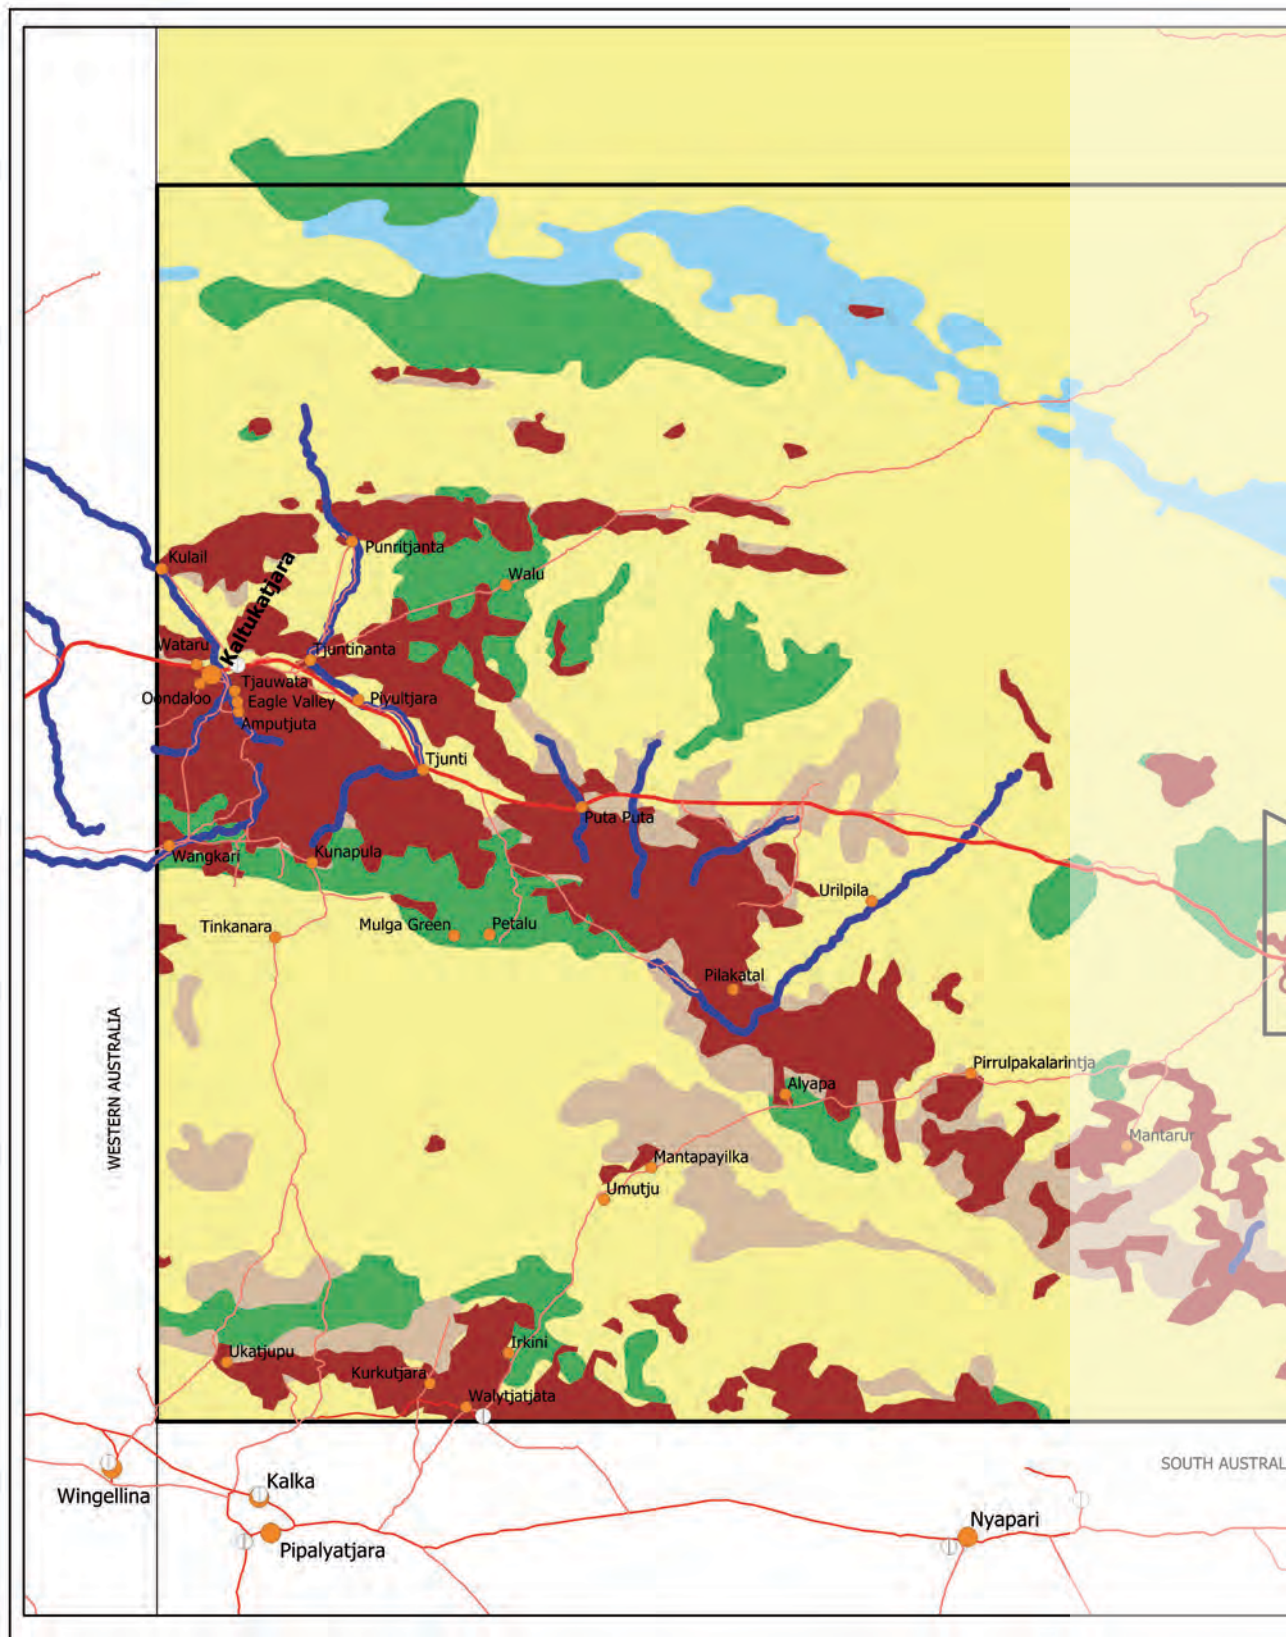 Kulail
Punritjanta
Walu
Kaltukatjara
Wataru
Tjuntinanta
Oondaloo
Tjauwata
Eagle Valley
Piyultjara
Amputjuta
Tjunti
Puta Puta
Wangkari
Kunapula
Urilpila
Tinkanara
Mulga Green
Petalu
Pilakatal
WESTERN AUSTRALIA
Pirrulpakalarintja
Alyapa
Mantarur
Mantapayilka
Umutju
Irkini
Ukatjupu
Kurkutjara
Walytjatjata
SOUTH AUSTRAL
Wingellina
Kalka
Nyapari
Pipalyatjara